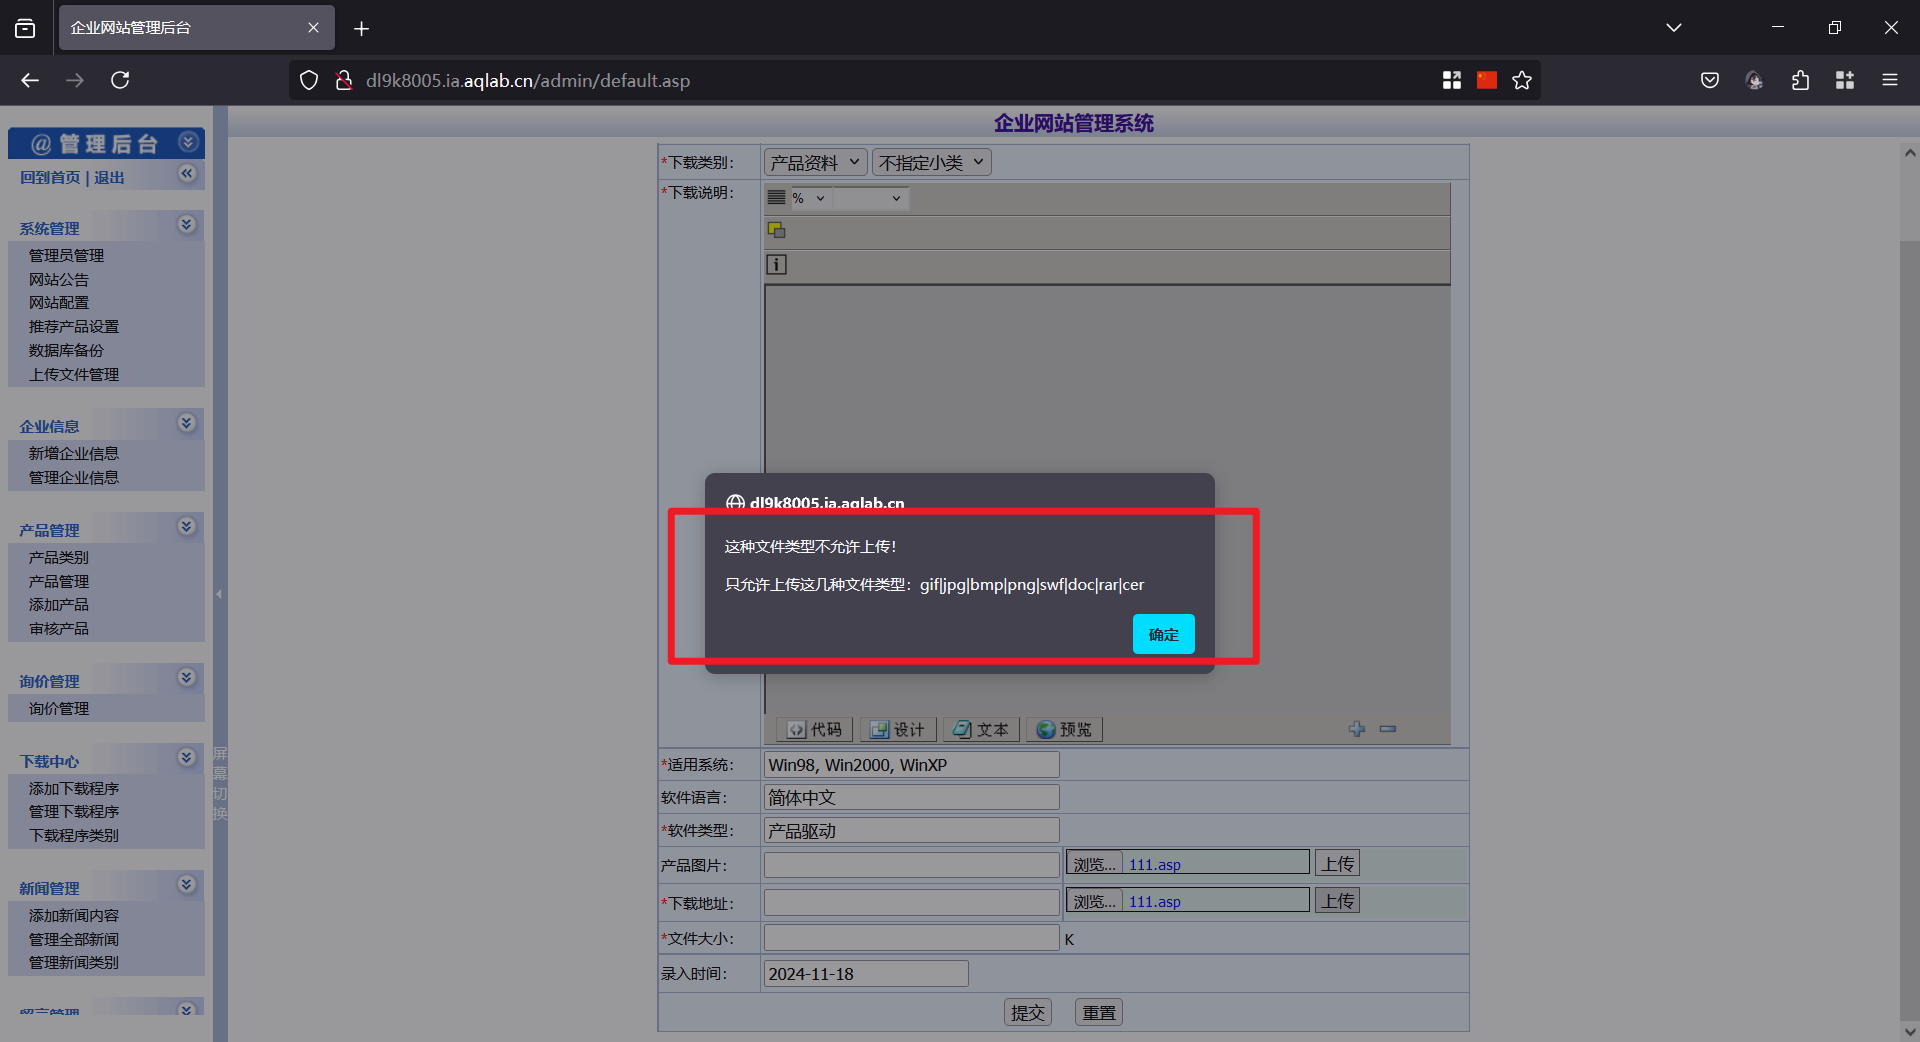 企业网站管理后台
dl9k8005.ia.aqlab.cn/admin/default.asp
@ 管理后台
回到首页 | 退出
系统管理
管理员管理
网站公告
网站配置
推荐产品设置
数据库备份
上传文件管理
企业信息
新增企业信息
管理企业信息
产品管理
产品类别
产品管理
添加产品
审核产品
询价管理
询价管理
下载中心
添加下载程序
管理下载程序
下载程序类别
新闻管理
添加新闻内容
管理全部新闻
管理新闻类别
屏幕切换
企业网站管理系统
*下载类别: 产品资料 不指定小类
*下载说明: %
dl9k8005.ia.aqlab.cn
这种文件类型不允许上传!
只允许上传这几种文件类型: gif|jpg|bmp|png|swf|doc|rar|cer
确定
代码 设计 文本 预览
*适用系统: Win98, Win2000, WinXP
软件语言: 简体中文
*软件类型: 产品驱动
产品图片: 浏览... 111.asp 上传
*下载地址: 浏览... 111.asp 上传
*文件大小: K
录入时间: 2024-11-18
提交 重置